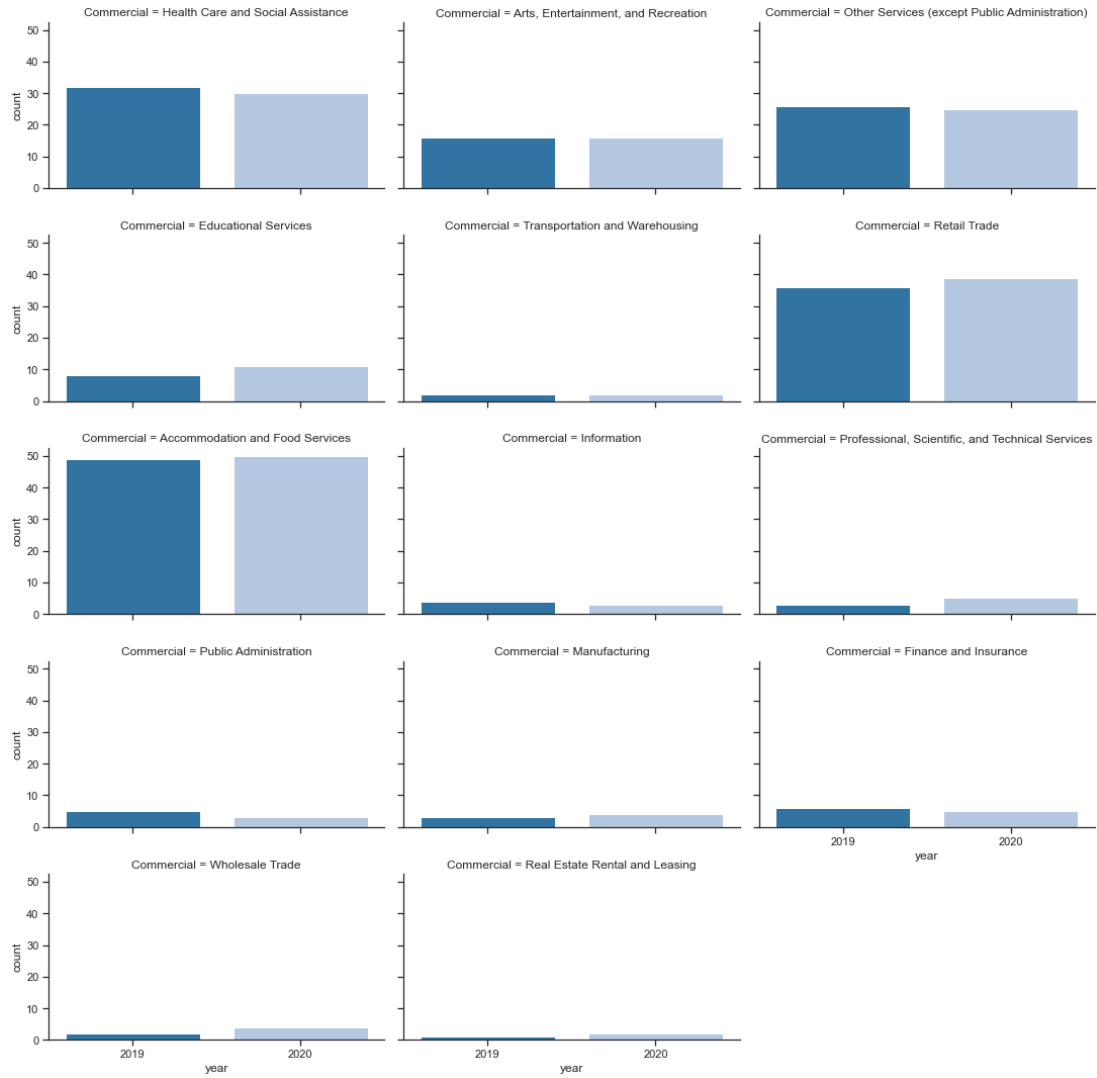 Commercial = Health Care and Social Assistance
Commercial = Arts, Entertainment, and Recreation
Commercial = Other Services (except Public Administration)
50
40
30
20
10
0
count
Commercial = Educational Services
Commercial = Transportation and Warehousing
Commercial = Retail Trade
50
40
30
20
10
0
count
Commercial = Accommodation and Food Services
Commercial = Information
Commercial = Professional, Scientific, and Technical Services
50
40
30
20
10
0
count
Commercial = Public Administration
Commercial = Manufacturing
Commercial = Finance and Insurance
50
40
30
20
10
0
count
2019 2020
year
Commercial = Wholesale Trade
Commercial = Real Estate Rental and Leasing
50
40
30
20
10
0
count
2019 2020
year
2019 2020
year